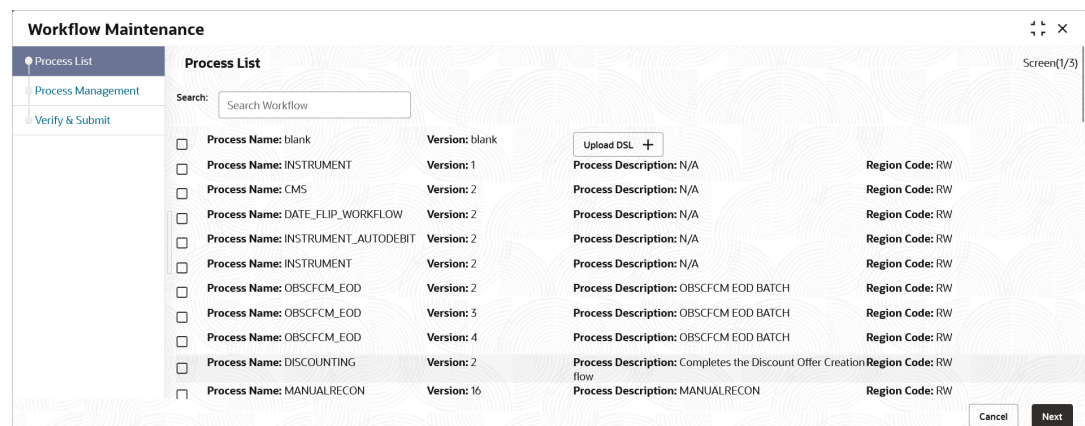 Workflow Maintenance
Process List
Process Management
Verify & Submit
Process List
Screen(1/3)
Search:
Search Workflow
Process Name: blank Version: blank Upload DSL +
Process Name: INSTRUMENT Version: 1 Process Description: N/A Region Code: RW
Process Name: CMS Version: 2 Process Description: N/A Region Code: RW
Process Name: DATE_FLIP_WORKFLOW Version: 2 Process Description: N/A Region Code: RW
Process Name: INSTRUMENT_AUTODEBIT Version: 2 Process Description: N/A Region Code: RW
Process Name: INSTRUMENT Version: 2 Process Description: N/A Region Code: RW
Process Name: OBSCFCM_EOD Version: 2 Process Description: OBSCFCM EOD BATCH Region Code: RW
Process Name: OBSCFCM_EOD Version: 3 Process Description: OBSCFCM EOD BATCH Region Code: RW
Process Name: OBSCFCM_EOD Version: 4 Process Description: OBSCFCM EOD BATCH Region Code: RW
Process Name: DISCOUNTING Version: 2 Process Description: Completes the Discount Offer Creation Region Code: RW
flow
Process Name: MANUALRECON Version: 16 Process Description: MANUALRECON Region Code: RW
Cancel Next